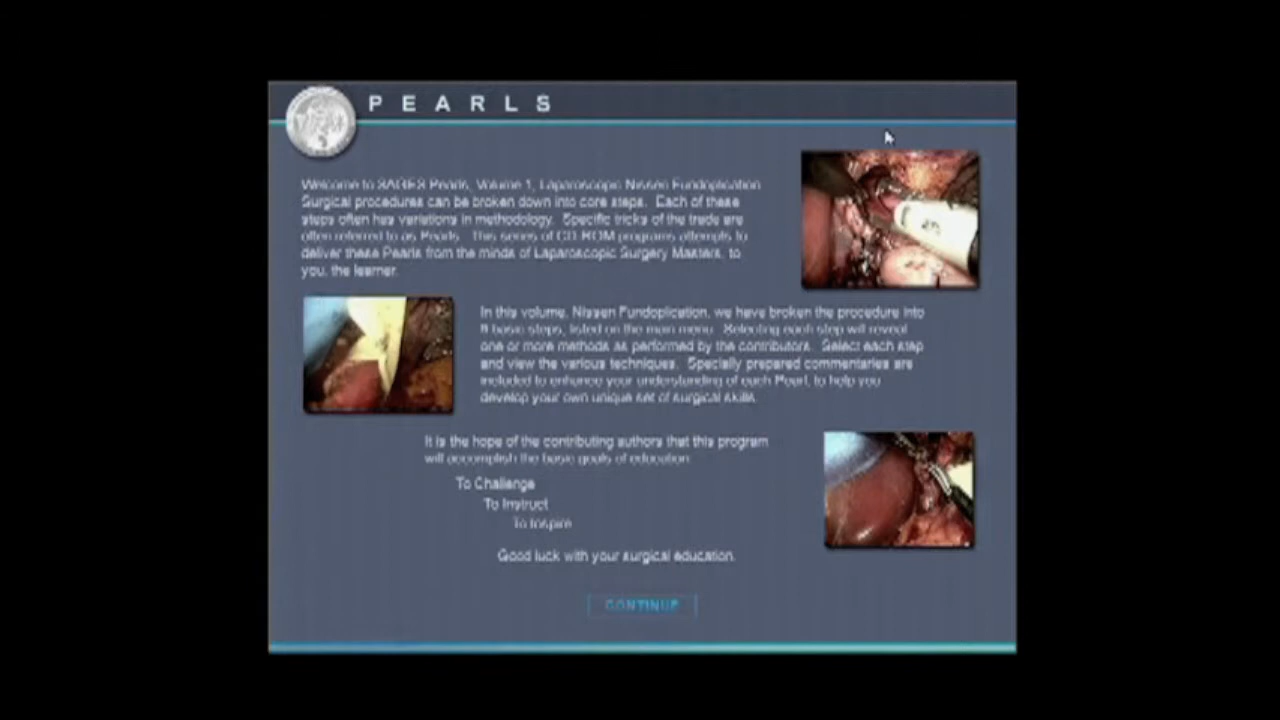 P E A R L S
Welcome to SAGES Pearls, Volume 1, Laparoscopic Nissen Fundoplication
Surgical procedures can be broken down into core steps. Each of these
steps often has variations in methodology. Specific tricks of the trade are
often referred to as Pearls. This series of CD-ROM programs attempts to
deliver these Pearls from the minds of Laparoscopic Surgery Masters, to
you, the learner.
In this volume, Nissen Fundoplication, we have broken the procedure into
basic steps, listed on the main menu. Selecting each step will reveal
one or more methods as performed by the contributors. Select each step
and view the various techniques. Specially prepared commentaries are
included to enhance your understanding of each Pearl, to help you
develop your own unique set of surgical skills.
It is the hope of the contributing authors that this program
will accomplish the basic goals of education:
To Challenge
To Instruct
To Inspire
Good luck with your surgical education.
CONTINUE